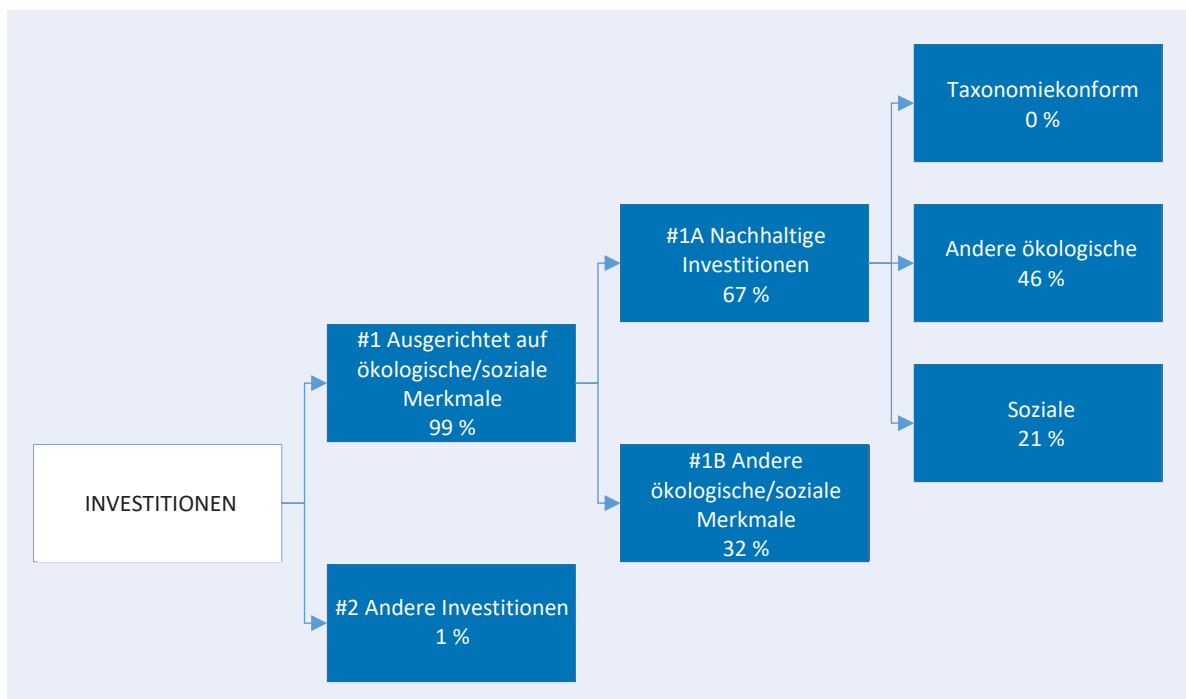 INVESTITIONEN
#1 Ausgerichtet auf
ökologische/soziale
Merkmale
99 %
#2 Andere Investitionen
1 %
#1A Nachhaltige
Investitionen
67 %
#1B Andere
ökologische/soziale
Merkmale
32 %
Taxonomiekonform
0 %
Andere ökologische
46 %
Soziale
21 %